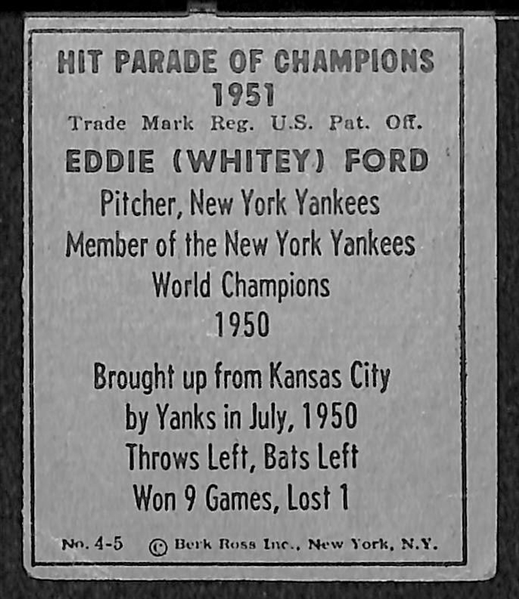 HIT PARADE OF CHAMPIONS
1951
Trade Mark Reg. U.S. Pat. Off.
EDDIE (WHITEY) FORD
Pitcher, New York Yankees
Member of the New York Yankees
World Champions
1950
Brought up from Kansas City
by Yanks in July, 1950
Throws Left, Bats Left
Won 9 Games, Lost 1
No. 4-5 © Berk Ross Inc., New York, N.Y.